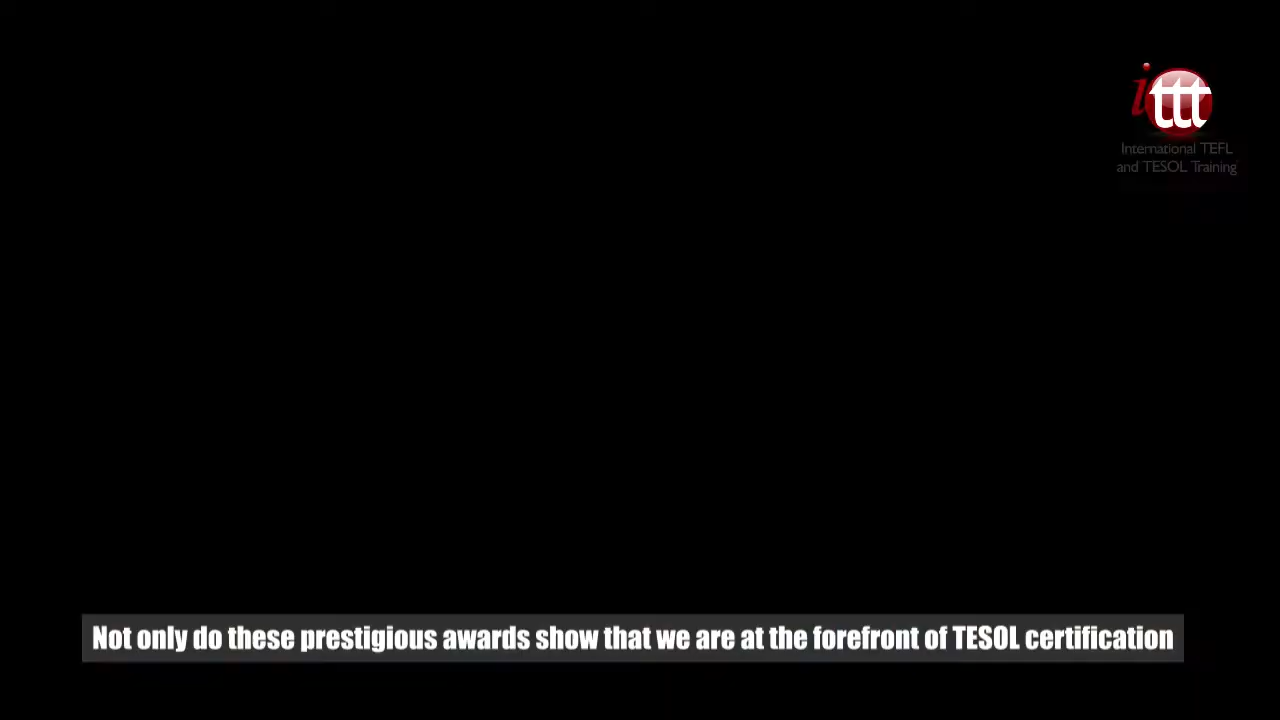 ittt
International TEFL
and TESOL Training
Not only do these prestigious awards show that we are at the forefront of TESOL certification